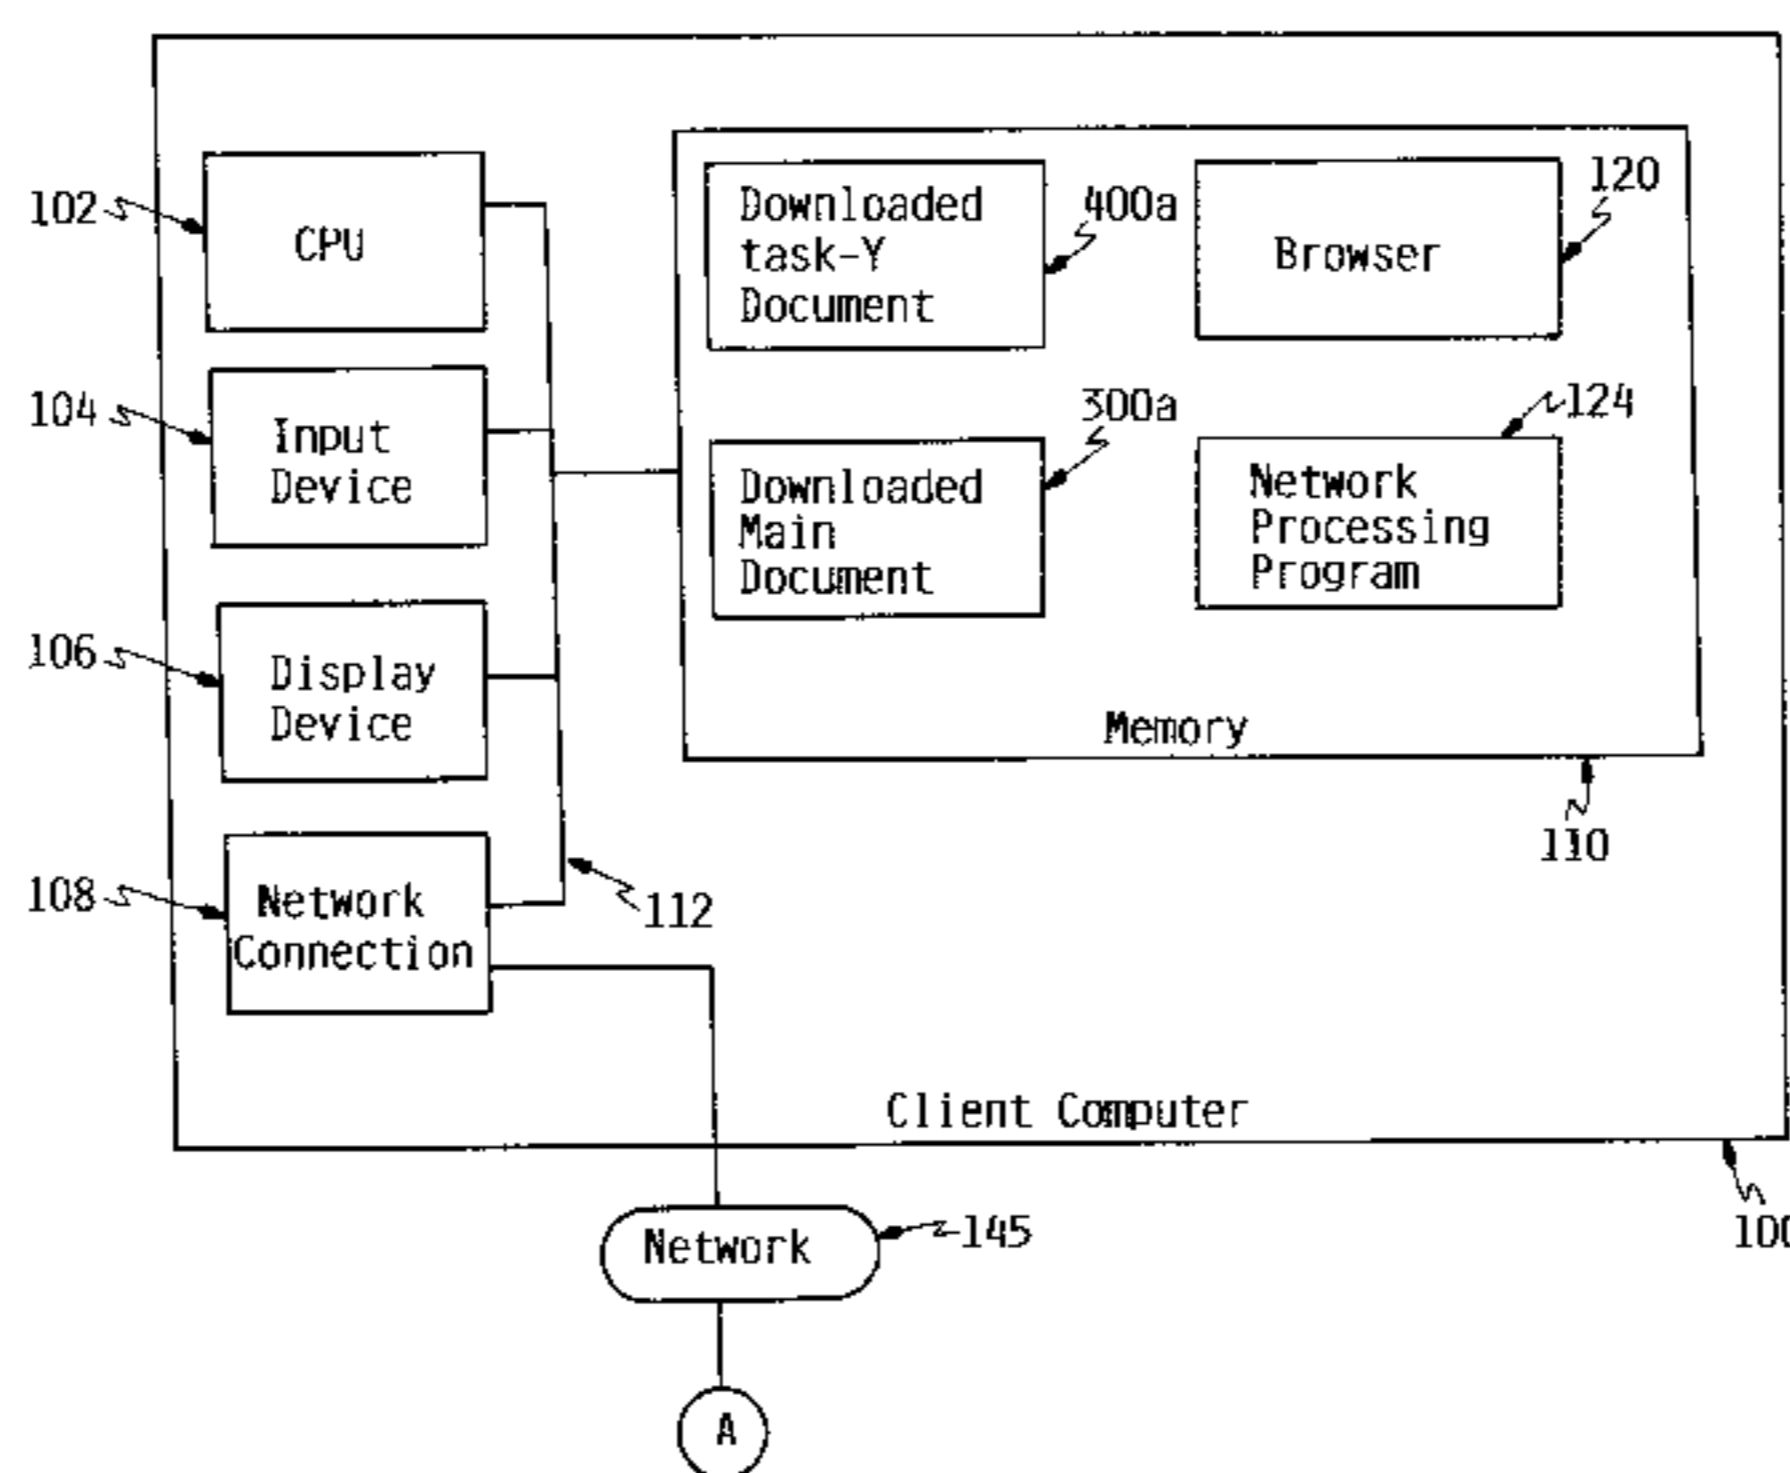 102
CPU
104
Input
Device
106
Display
Device
108
Network
Connection
112
Downloaded
task-Y
Document
400a
Browser
120
Downloaded
Main
Document
300a
Network
Processing
Program
124
Memory
110
Client Computer
100
Network
145
A